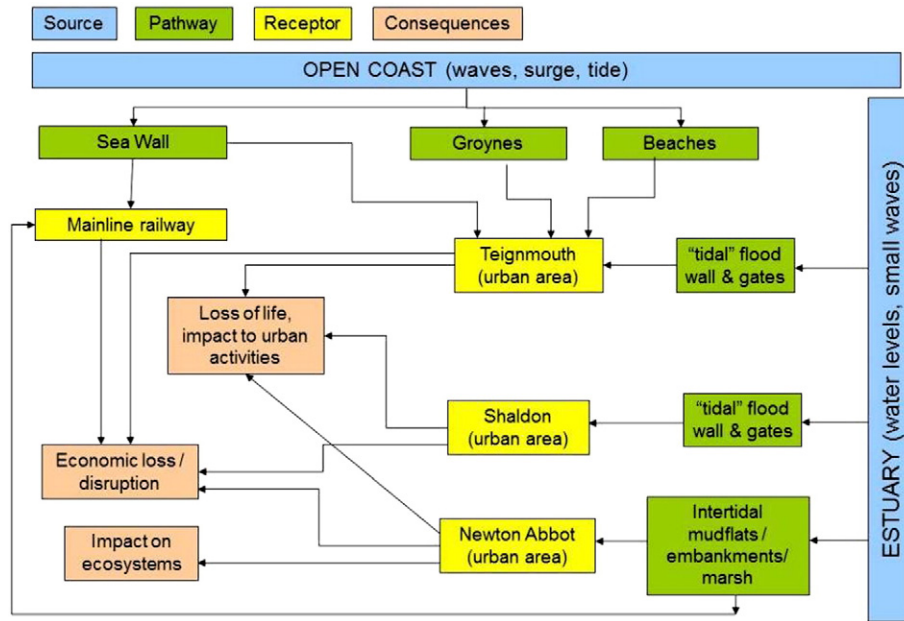 Source
Pathway
Receptor
Consequences
OPEN COAST (waves, surge, tide)
Sea Wall
Groynes
Beaches
Mainline railway
Teignmouth
(urban area)
“tidal” flood
wall & gates
Loss of life,
impact to urban
activities
Shaldon
(urban area)
“tidal” flood
wall & gates
Economic loss /
disruption
Newton Abbot
(urban area)
Intertidal
mudflats /
embankments/
marsh
Impact on
ecosystems
ESTUARY (water levels, small waves)